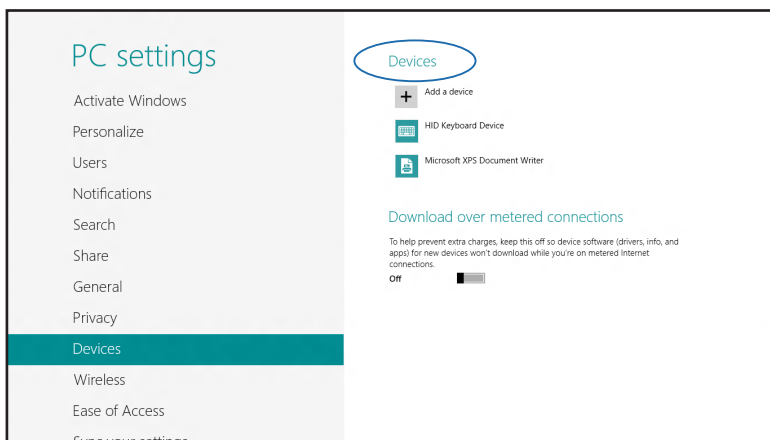 PC settings
Activate Windows
Personalize
Users
Notifications
Search
Share
General
Privacy
Devices
Wireless
Ease of Access
Sync your settings
Devices
Add a device
HID Keyboard Device
Microsoft XPS Document Writer
Download over metered connections
To help prevent extra charges, keep this off so device software (drivers, info, and
apps) for new devices won't download while you're on metered Internet
connections.
Off